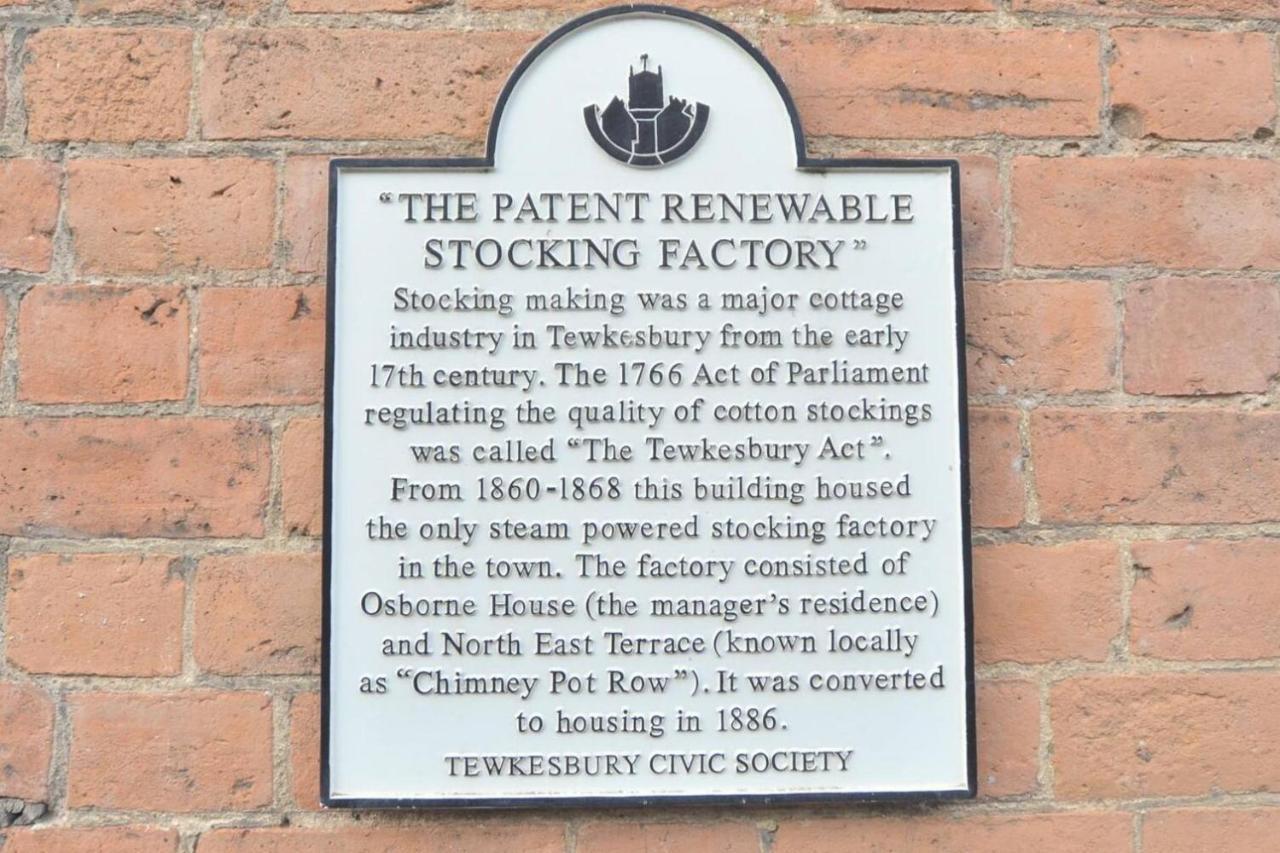 “THE PATENT RENEWABLE
STOCKING FACTORY”
Stocking making was a major cottage
industry in Tewkesbury from the early
17th century. The 1766 Act of Parliament
regulating the quality of cotton stockings
was called “The Tewkesbury Act”.
From 1860-1868 this building housed
the only steam powered stocking factory
in the town. The factory consisted of
Osborne House (the manager’s residence)
and North East Terrace (known locally
as “Chimney Pot Row”). It was converted
to housing in 1886.
TEWKESBURY CIVIC SOCIETY